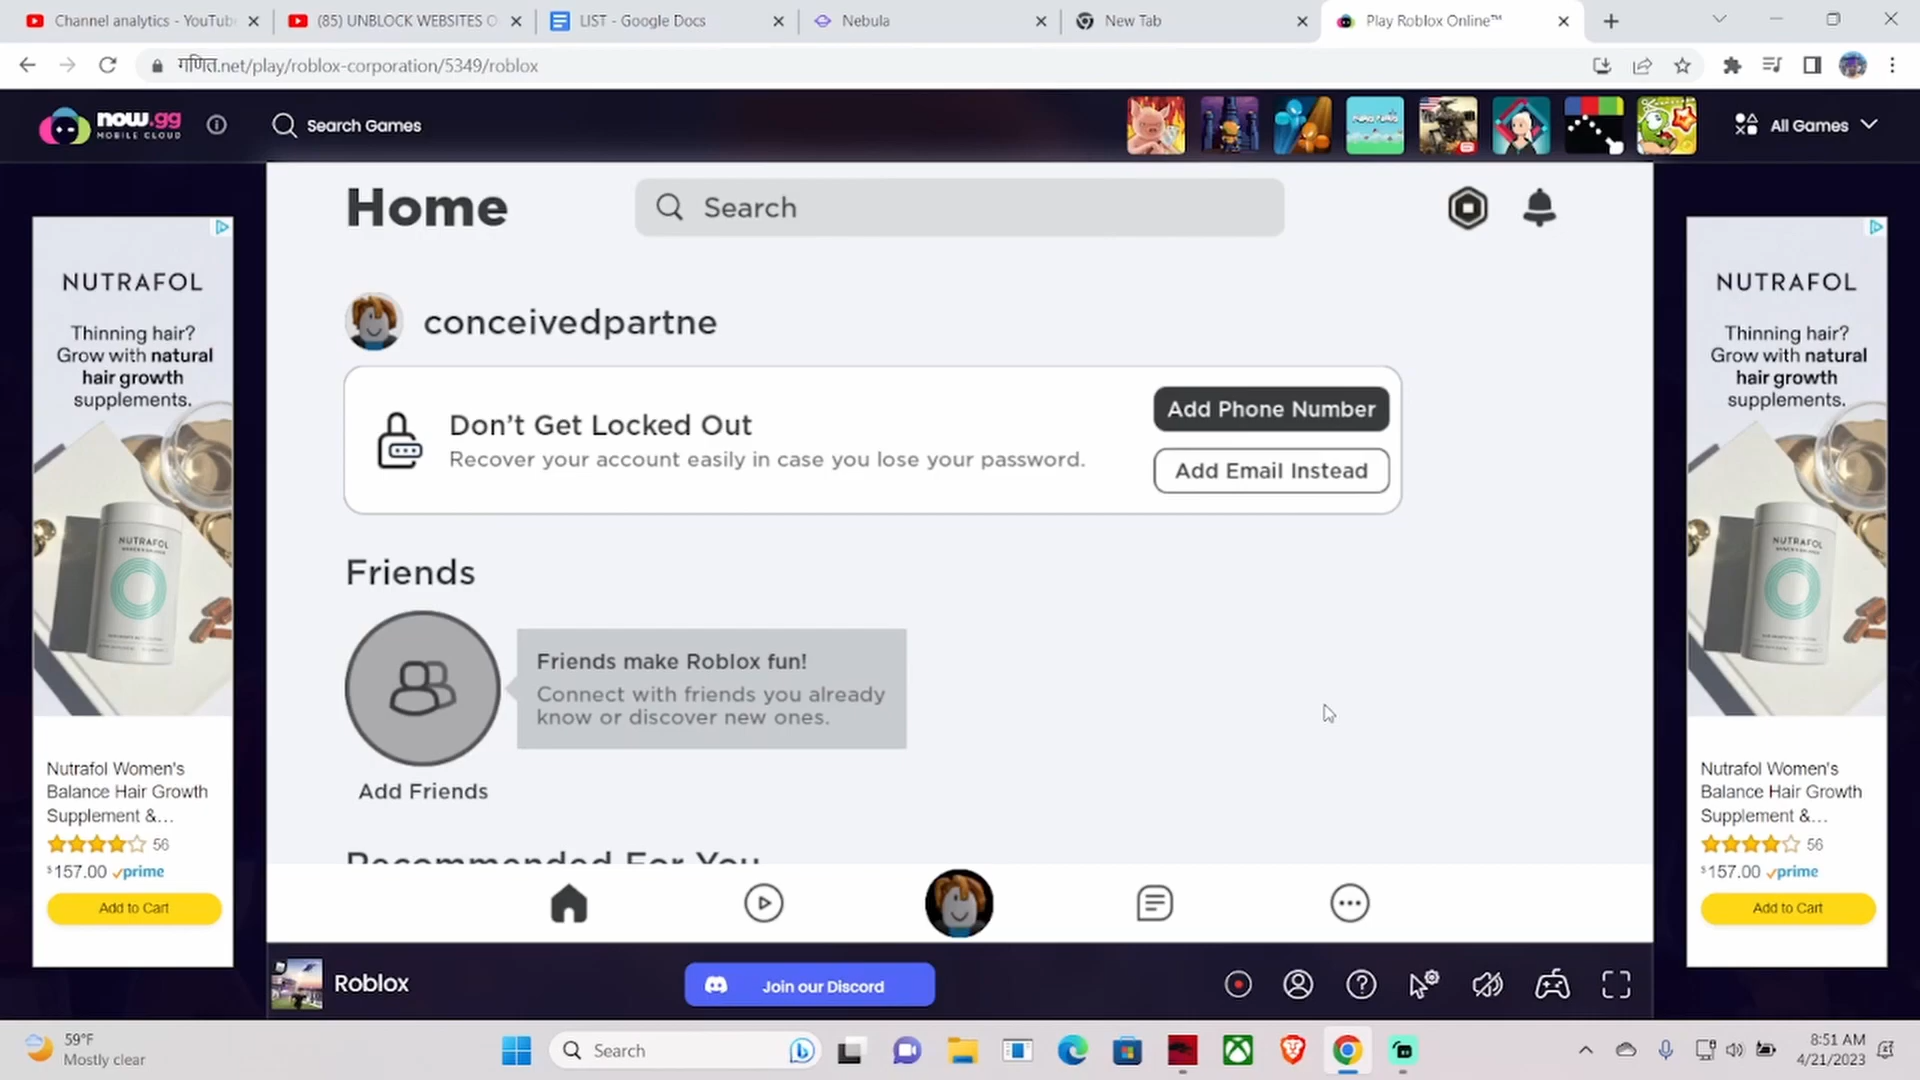 Channel analytics - YouTub
(85) UNBLOCK WEBSITES O
LIST - Google Docs
Nebula
New Tab
Play Roblox Online™
गणित.net/play/roblox-corporation/5349/roblox
now.gg
MOBILE CLOUD
Search Games
All Games
Home
Search
conceivedpartne
Don't Get Locked Out
Recover your account easily in case you lose your password.
Add Phone Number
Add Email Instead
Friends
Friends make Roblox fun!
Connect with friends you already
know or discover new ones.
Add Friends
Recommended For You
NUTRAFOL
Thinning hair?
Grow with natural
hair growth
supplements.
NUTRAFOL
Nutrafol Women's
Balance Hair Growth
Supplement &...
56
$157.00 prime
Add to Cart
NUTRAFOL
Thinning hair?
Grow with natural
hair growth
supplements.
NUTRAFOL
Nutrafol Women's
Balance Hair Growth
Supplement &...
56
$157.00 prime
Add to Cart
Roblox
Join our Discord
59°F
Mostly clear
Search
8:51 AM
4/21/2023